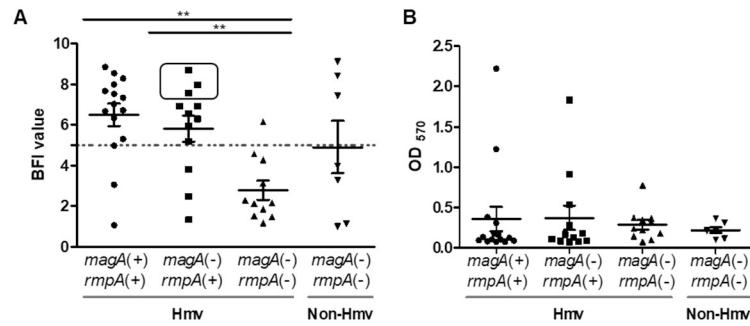 A
**
**
BFI value
10
8
6
4
2
0
magA(+) magA(-) magA(-) magA(-)
rmpA(+) rmpA(+) rmpA(-) rmpA(-)
Hmv Non-Hmv
B
OD 570
2.5
2.0
1.5
1.0
0.5
0.0
magA(+) magA(-) magA(-) magA(-)
rmpA(+) rmpA(+) rmpA(-) rmpA(-)
Hmv Non-Hmv